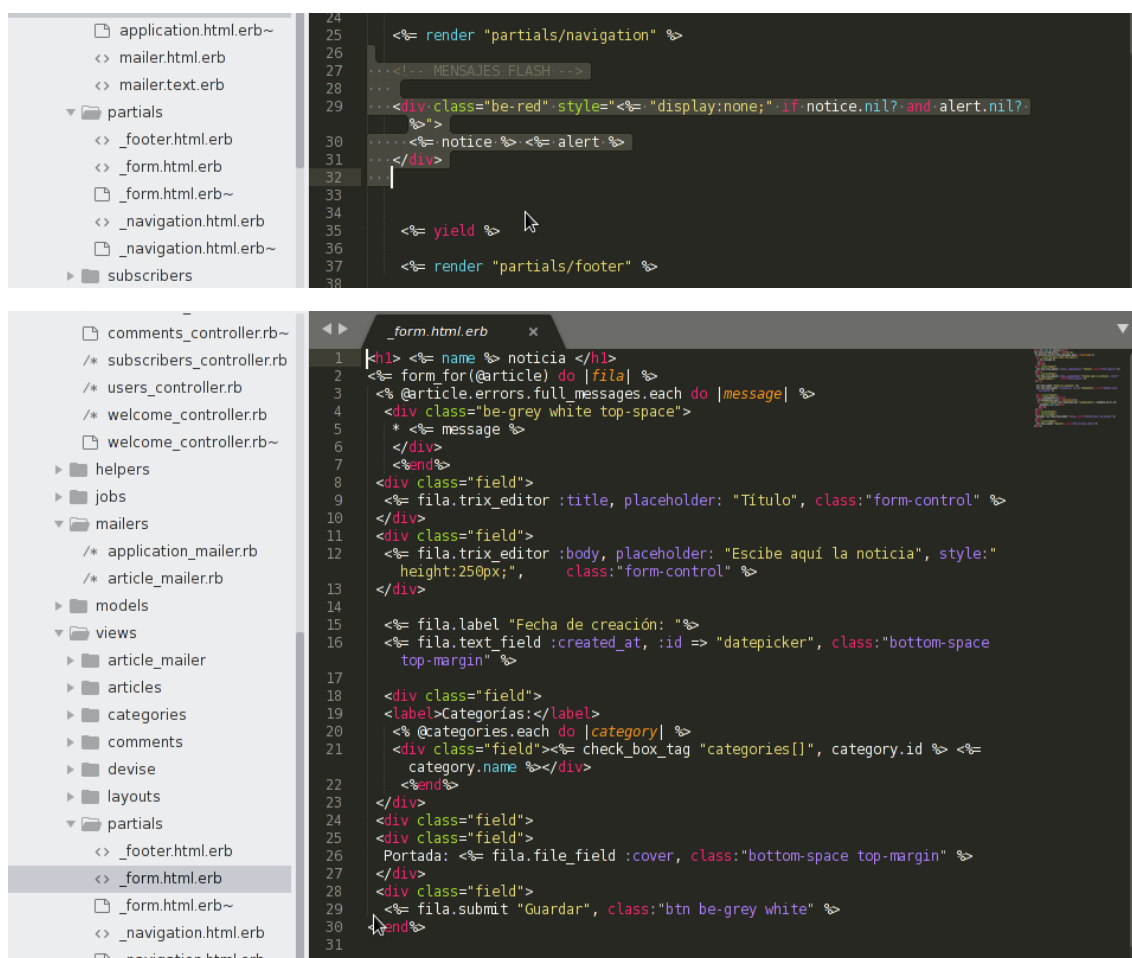 application.html.erb~
<> mailer.html.erb
<> mailer.text.erb
partials
<> _footer.html.erb
<> _form.html.erb
_form.html.erb~
<> _navigation.html.erb
_navigation.html.erb~
subscribers
24
25 <%= render "partials/navigation" %>
26
27 <!-- MENSAJES FLASH -->
28
29 <div class="be-red" style="<%= "display:none;" if notice.nil? and alert.nil?
%>">
30 <%= notice %> <%= alert %>
31 </div>
32
33
34
35 <%= yield %>
36
37 <%= render "partials/footer" %>
38
comments_controller.rb~
/* subscribers_controller.rb
/* users_controller.rb
/* welcome_controller.rb
welcome_controller.rb~
helpers
jobs
mailers
/* application_mailer.rb
/* article_mailer.rb
models
views
article_mailer
articles
categories
comments
devise
layouts
partials
<> _footer.html.erb
<> _form.html.erb
_form.html.erb~
<> _navigation.html.erb
_form.html.erb ×
1 <h1> <%= name %> noticia </h1>
2 <%= form_for(@article) do |fila| %>
3 <% @article.errors.full_messages.each do |message| %>
4 <div class="be-grey white top-space">
5 * <%= message %>
6 </div>
7 <%end%>
8 <div class="field">
9 <%= fila.trix_editor :title, placeholder: "Título", class:"form-control" %>
10 </div>
11 <div class="field">
12 <%= fila.trix_editor :body, placeholder: "Escibe aquí la noticia", style:"
height:250px;", class:"form-control" %>
13 </div>
14
15 <%= fila.label "Fecha de creación: "%>
16 <%= fila.text_field :created_at, :id => "datepicker", class:"bottom-space
top-margin" %>
17
18 <div class="field">
19 <label>Categorías:</label>
20 <% @categories.each do |category| %>
21 <div class="field"><%= check_box_tag "categories[]", category.id %> <%=
category.name %></div>
22 <%end%>
23 </div>
24 <div class="field">
25 <div class="field">
26 Portada: <%= fila.file_field :cover, class:"bottom-space top-margin" %>
27 </div>
28 <div class="field">
29 <%= fila.submit "Guardar", class:"btn be-grey white" %>
30 <%end%>
31